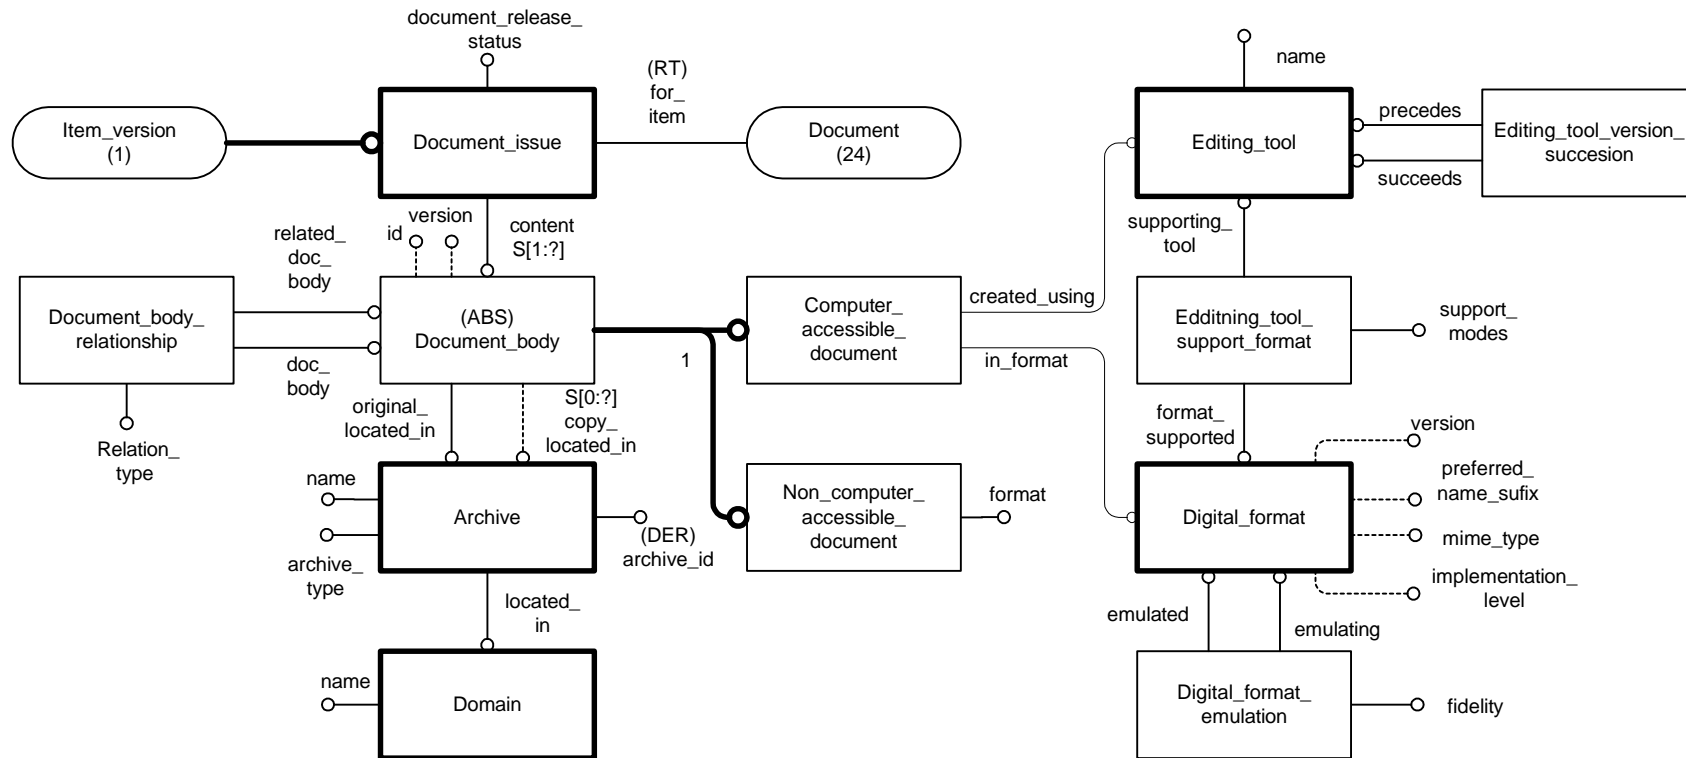 document_release_
status
(RT)
for_
item
name
Item_version
(1)
Document_issue
Document
(24)
Editing_tool
precedes
succeeds
Editing_tool_version_
succesion
related_
doc_
body
id
version
content
S[1:?]
supporting_
tool
Document_body_
relationship
doc_
body
Relation_
type
(ABS)
Document_body
1
Computer_
accessible_
document
created_using
in_format
Edditning_tool_
support_format
support_
modes
original_
located_in
S[0:?]
copy_
located_in
format_
supported
version
preferred_
name_sufix
mime_type
implementation_
level
name
archive_
type
Archive
(DER)
archive_id
Non_computer_
accessible_
document
format
Digital_format
located_
in
emulated
emulating
name
Domain
Digital_format_
emulation
fidelity